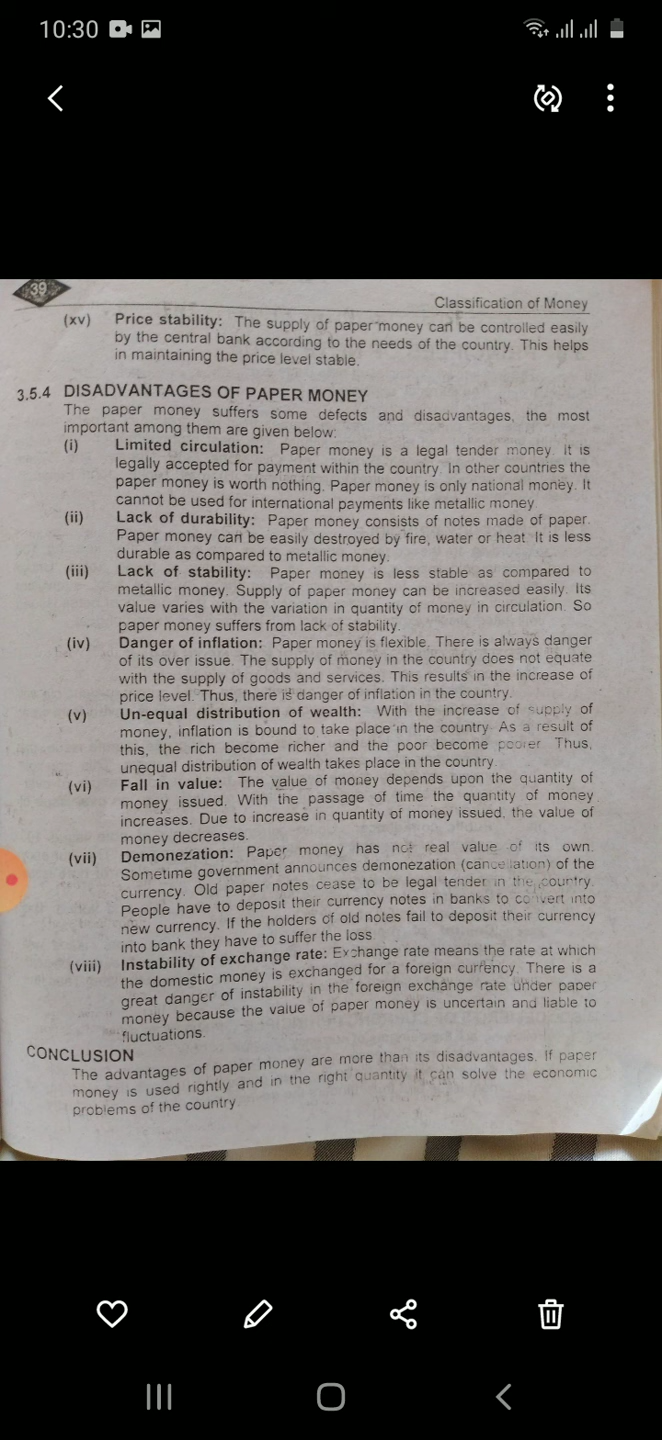 10:30
39
Classification of Money
(xv) Price stability: The supply of paper money can be controlled easily
by the central bank according to the needs of the country. This helps
in maintaining the price level stable.
3.5.4 DISADVANTAGES OF PAPER MONEY
The paper money suffers some defects and disadvantages, the most
important among them are given below:
(i) Limited circulation: Paper money is a legal tender money. It is
legally accepted for payment within the country. In other countries the
paper money is worth nothing. Paper money is only national money. It
cannot be used for international payments like metallic money
(ii) Lack of durability: Paper money consists of notes made of paper.
Paper money can be easily destroyed by fire, water or heat. It is less
durable as compared to metallic money.
(iii) Lack of stability: Paper money is less stable as compared to
metallic money. Supply of paper money can be increased easily. Its
value varies with the variation in quantity of money in circulation. So
paper money suffers from lack of stability.
(iv) Danger of inflation: Paper money is flexible. There is always danger
of its over issue. The supply of money in the country does not equate
with the supply of goods and services. This results in the increase of
price level. Thus, there is danger of inflation in the country.
(v) Un-equal distribution of wealth: With the increase of supply of
money, inflation is bound to take place in the country. As a result of
this, the rich become richer and the poor become poorer. Thus,
unequal distribution of wealth takes place in the country.
(vi) Fall in value: The value of money depends upon the quantity of
money issued. With the passage of time the quantity of money
increases. Due to increase in quantity of money issued, the value of
money decreases.
(vii) Demonezation: Paper money has not real value of its own.
Sometime government announces demonezation (cancellation) of the
currency. Old paper notes cease to be legal tender in the country.
People have to deposit their currency notes in banks to convert into
new currency. If the holders of old notes fail to deposit their currency
into bank they have to suffer the loss
(viii) Instability of exchange rate: Exchange rate means the rate at which
the domestic money is exchanged for a foreign currency. There is a
great danger of instability in the foreign exchange rate under paper
money because the value of paper money is uncertain and liable to
fluctuations.
CONCLUSION
The advantages of paper money are more than its disadvantages. If paper
money is used rightly and in the right quantity it can solve the economic
problems of the country